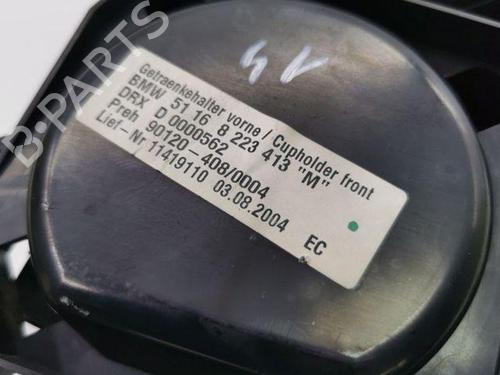 Getraenkehalter vorne / Cupholder front
BMW 51 16 8 223 413 "M"
DRX D 0000562
Preh 90120-408/0004
Lief-Nr 11419110 03.08.2004 EC
B-PARTS